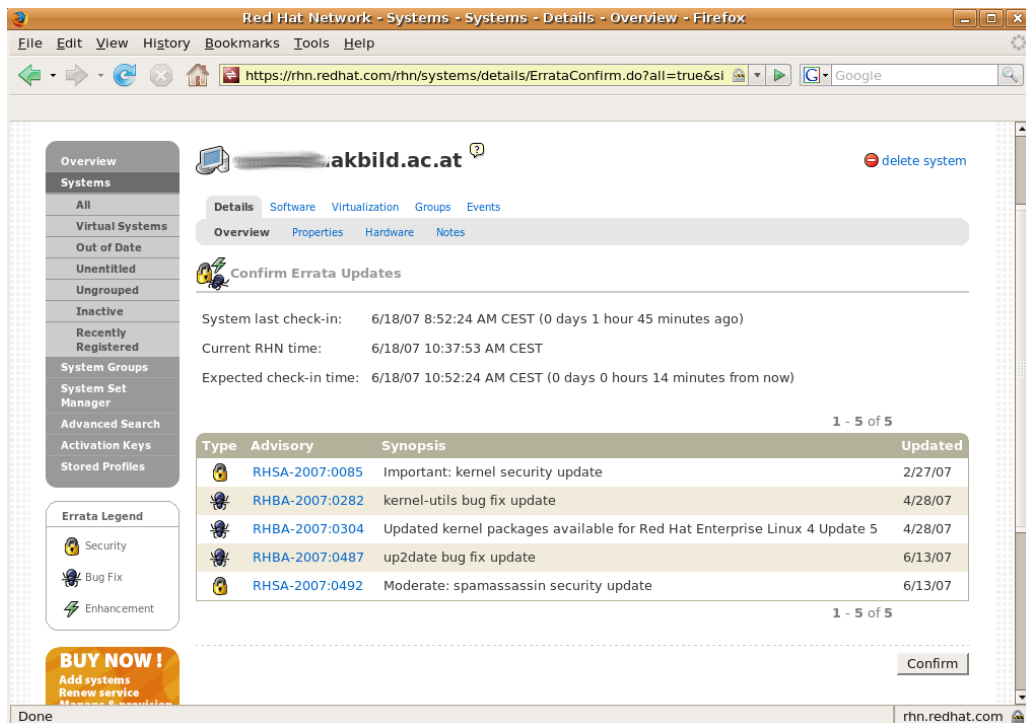 Red Hat Network - Systems - Systems - Details - Overview - Firefox
File Edit View History Bookmarks Tools Help
https://rhn.redhat.com/rhn/systems/details/ErrataConfirm.do?all=true&si
G Google
Overview
Systems
All
Virtual Systems
Out of Date
Unentitled
Ungrouped
Inactive
Recently
Registered
System Groups
System Set
Manager
Advanced Search
Activation Keys
Stored Profiles
Errata Legend
Security
Bug Fix
Enhancement
BUY NOW !
Add systems
Renew service
Manage & provision
.akbild.ac.at ?
delete system
Details Software Virtualization Groups Events
Overview Properties Hardware Notes
Confirm Errata Updates
System last check-in: 6/18/07 8:52:24 AM CEST (0 days 1 hour 45 minutes ago)
Current RHN time: 6/18/07 10:37:53 AM CEST
Expected check-in time: 6/18/07 10:52:24 AM CEST (0 days 0 hours 14 minutes from now)
1 - 5 of 5
Type Advisory Synopsis Updated
RHSA-2007:0085 Important: kernel security update 2/27/07
RHBA-2007:0282 kernel-utils bug fix update 4/28/07
RHBA-2007:0304 Updated kernel packages available for Red Hat Enterprise Linux 4 Update 5 4/28/07
RHBA-2007:0487 up2date bug fix update 6/13/07
RHSA-2007:0492 Moderate: spamassassin security update 6/13/07
1 - 5 of 5
Confirm
Done rhn.redhat.com